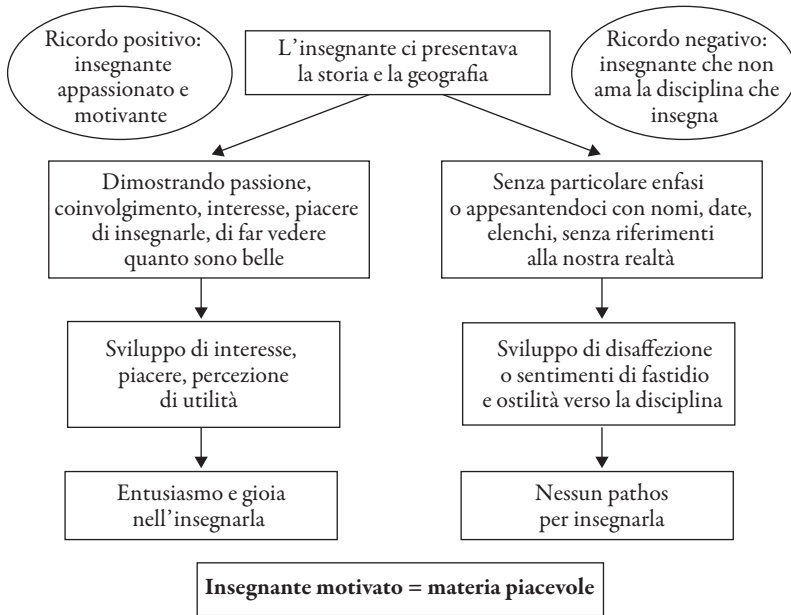 Ricordo positivo:
insegnante
appassionato e
motivante
L'insegnante ci presentava
la storia e la geografia
Ricordo negativo:
insegnante che non
ama la disciplina che
insegna
Dimostrando passione,
coinvolgimento, interesse, piacere
di insegnarle, di far vedere
quanto sono belle
Senza particolare enfasi
o appesantendoci con nomi, date,
elenchi, senza riferimenti
alla nostra realtà
Sviluppo di interesse,
piacere, percezione
di utilità
Sviluppo di disaffezione
o sentimenti di fastidio
e ostilità verso la disciplina
Entusiasmo e gioia
nell'insegnarla
Nessun pathos
per insegnarla
Insegnante motivato = materia piacevole